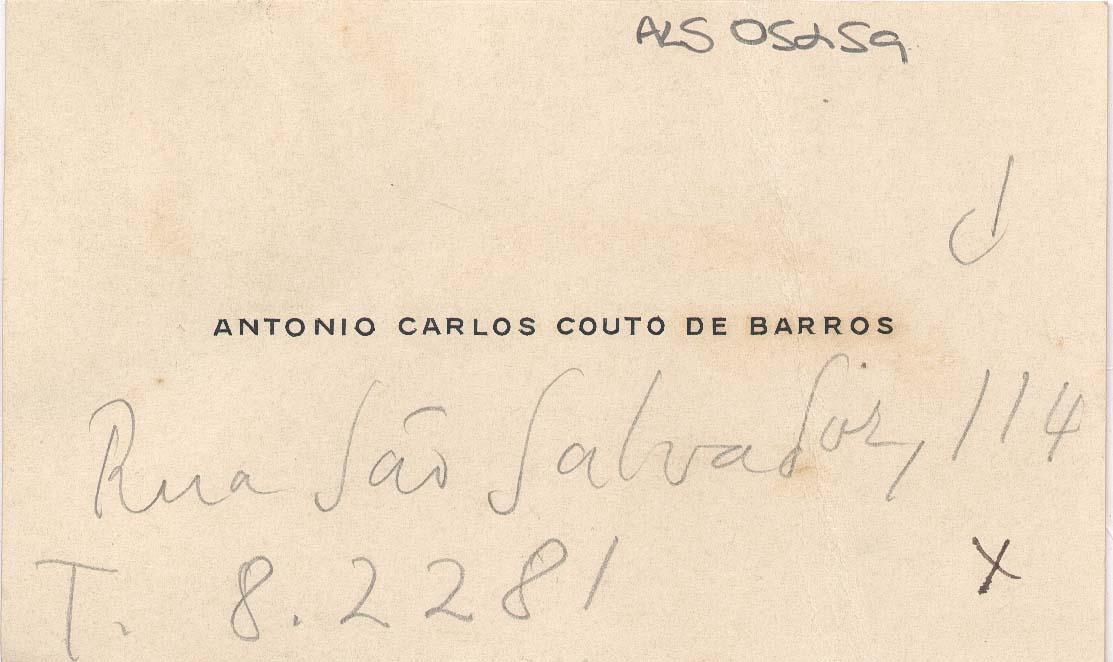 ALS 05259
ANTONIO CARLOS COUTO DE BARROS
Rua São Salvador, 114
T. 8.2281
X